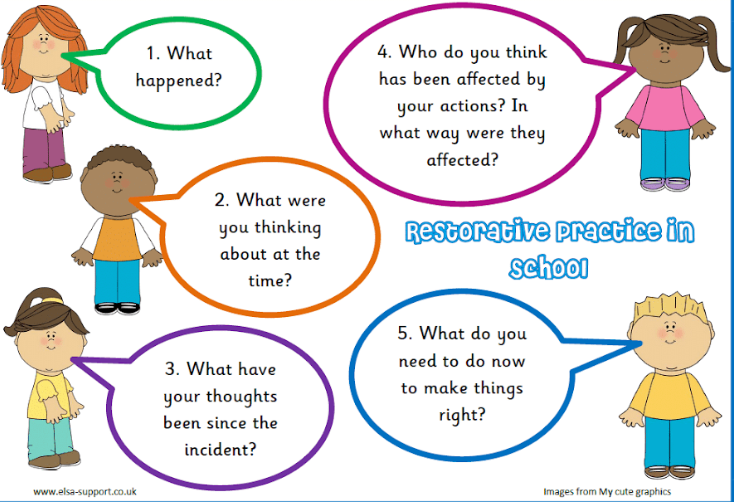 1. What
happened?
2. What were
you thinking
about at the
time?
3. What have
your thoughts
been since the
incident?
4. Who do you think
has been affected by
your actions? In
what way were they
affected?
Restorative Practice in
School
5. What do you
need to do now
to make things
right?
www.elsa-support.co.uk
Images from My cute graphics